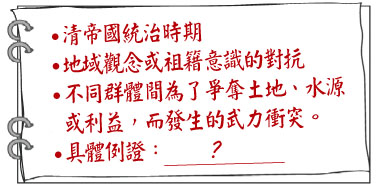 •清帝國統治時期
•地域觀念或祖籍意識的對抗
•不同群體間為了爭奪土地、水源
或利益，而發生的武力衝突。
•具體例證：＿＿？＿＿